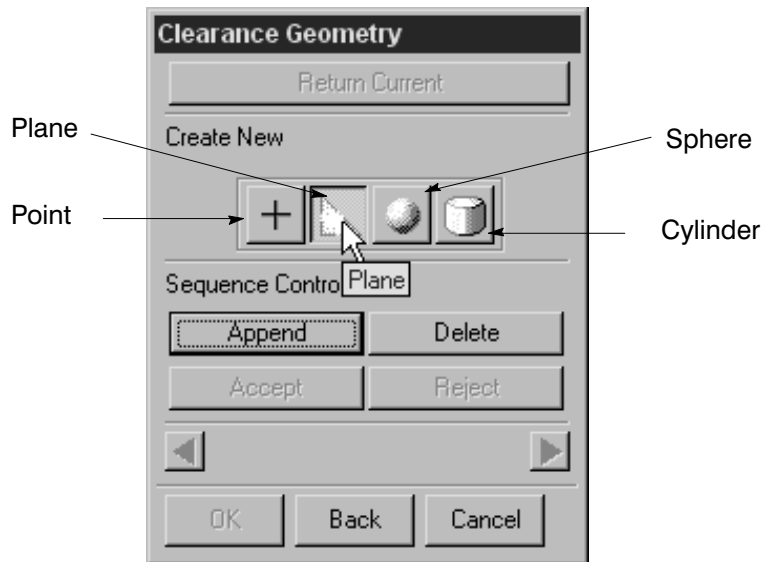 Clearance Geometry
Return Current
Plane
Create New
Sphere
Point
Cylinder
Plane
Sequence Contro
Append Delete
Accept Reject
OK Back Cancel